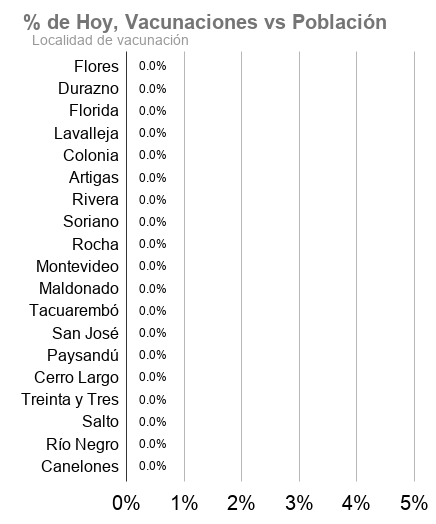 % de Hoy, Vacunaciones vs Población
Localidad de vacunación
Flores 0.0%
Durazno 0.0%
Florida 0.0%
Lavalleja 0.0%
Colonia 0.0%
Artigas 0.0%
Rivera 0.0%
Soriano 0.0%
Rocha 0.0%
Montevideo 0.0%
Maldonado 0.0%
Tacuarembó 0.0%
San José 0.0%
Paysandú 0.0%
Cerro Largo 0.0%
Treinta y Tres 0.0%
Salto 0.0%
Río Negro 0.0%
Canelones 0.0%
0% 1% 2% 3% 4% 5%